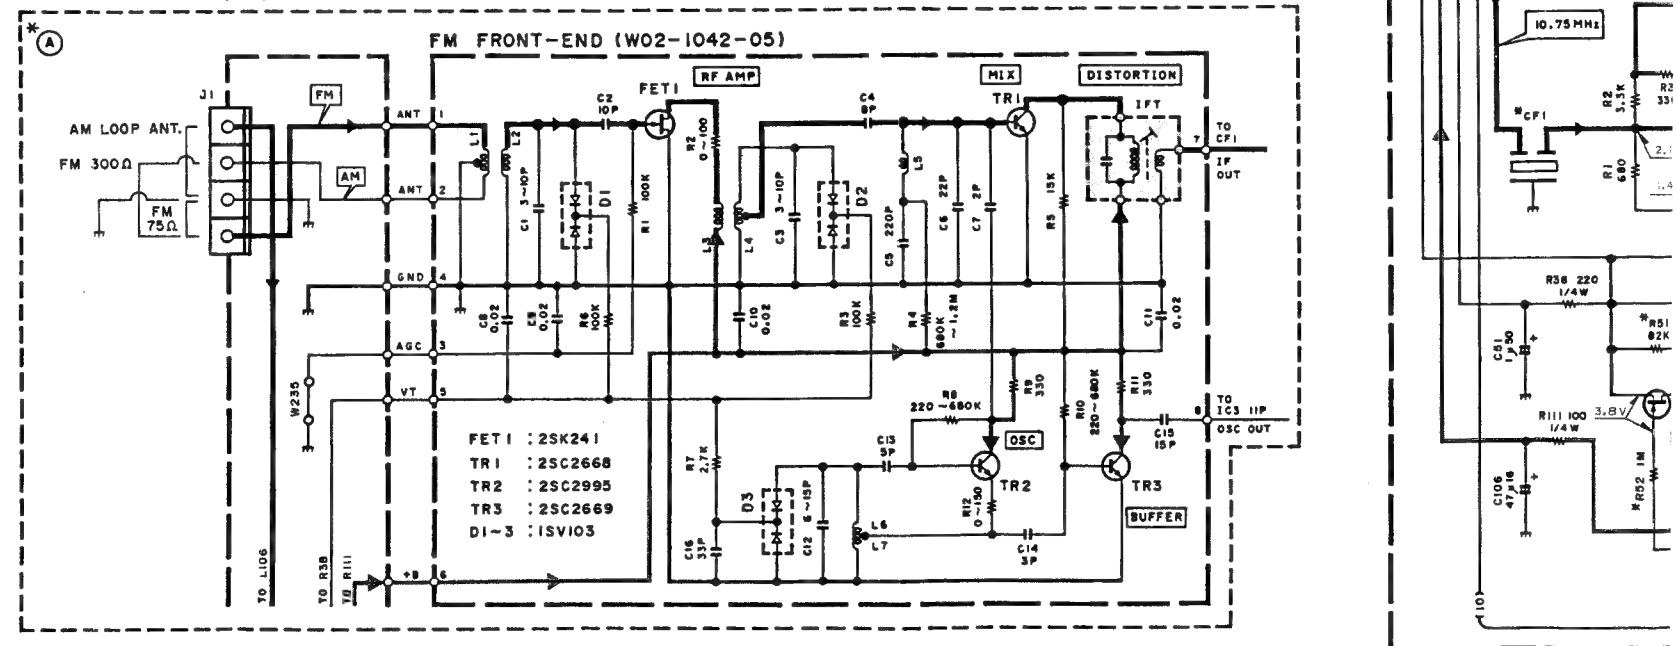 *
A
FM FRONT-END (W02-1042-05)
J1
AM LOOP ANT.
FM 300Ω
FM
75Ω
FM
AM
ANT
1
ANT
2
GND
4
AGC
3
VT
5
+B
6
W235
TO L106
TO R38
TO R111
L1
L2
C1 3~10P
C2
10P
D1
R1 100K
FET1
RF AMP
R2
0~100
L3
L4
C3 3~10P
D2
C4
8P
L5
C5 220P
C6 22P
C7 2P
MIX
TR1
R5 15K
DISTORTION
IFT
7
TO
CF1
IF
OUT
C8
0.02
C9
0.02
R6
100K
C10
0.02
R3
100K
R4
680K
~1.2M
C11
0.02
R8
220~680K
R9
330
R10
220~680K
R11
330
8
TO
IC3 11P
OSC OUT
C15
15P
FET1 : 2SK241
TR1 : 2SC2668
TR2 : 2SC2995
TR3 : 2SC2669
D1~3 : 1SV103
R7
2.7K
C16
33P
D3
C12 6~15P
C13
5P
L6
L7
OSC
TR2
R12
0~150
C14
3P
TR3
BUFFER
10.75MHz
*CF1
R2
3.3K
R3
33
R1
680
2.
1.4
R38 220
1/4W
*R51
82K
C51
1μ50
+
R111 100
1/4W
3.8V
C106
47μ16
+
*R52 1M
(10)